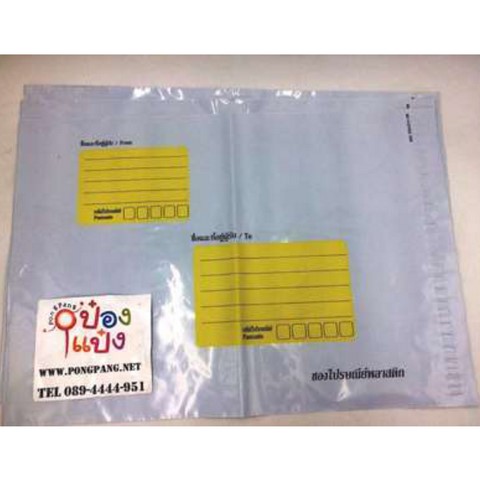 ชื่อและที่อยู่ผู้ส่ง / From
รหัสไปรษณีย์
Postcode
ชื่อและที่อยู่ผู้รับ / To
รหัสไปรษณีย์
Postcode
PONGPANG
ป๋อง
แป๋ง
WWW.PONGPANG.NET
TEL 089-4444-951
ซองไปรษณีย์พลาสติก